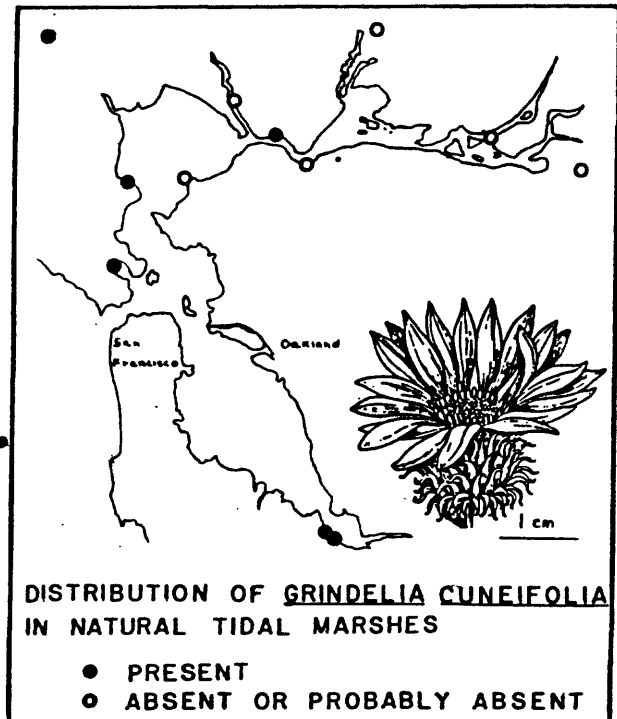 San
Francisco
Oakland
1 cm
DISTRIBUTION OF GRINDELIA CUNEIFOLIA
IN NATURAL TIDAL MARSHES
PRESENT
ABSENT OR PROBABLY ABSENT